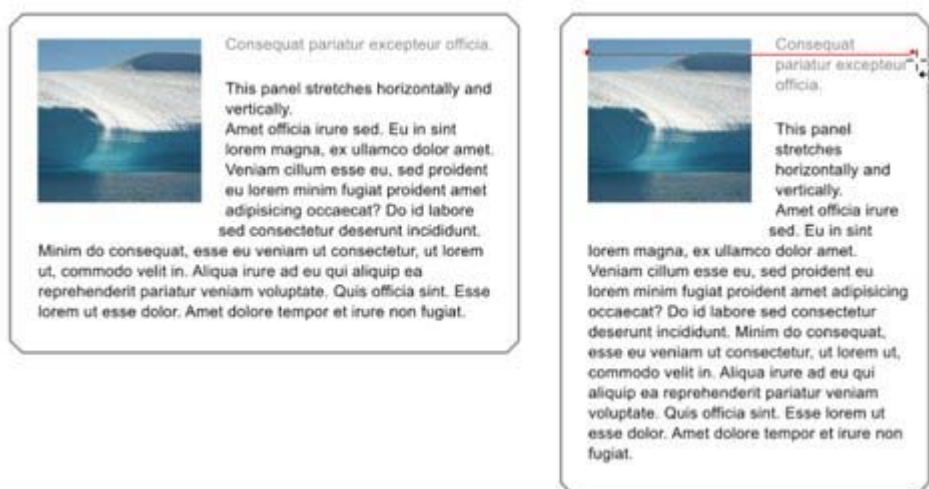 Consequat pariatur excepteur officia.
This panel stretches horizontally and
vertically.
Amet officia irure sed. Eu in sint
lorem magna, ex ullamco dolor amet.
Veniam cillum esse eu, sed proident
eu lorem minim fugiat proident amet
adipisicing occaecat? Do id labore
sed consectetur deserunt incididunt.
Minim do consequat, esse eu veniam ut consectetur, ut lorem
ut, commodo velit in. Aliqua irure ad eu qui aliquip ea
reprehenderit pariatur veniam voluptate. Quis officia sint. Esse
lorem ut esse dolor. Amet dolore tempor et irure non fugiat.
Consequat
pariatur excepteur
officia.
This panel
stretches
horizontally and
vertically.
Amet officia irure
sed. Eu in sint
lorem magna, ex ullamco dolor amet.
Veniam cillum esse eu, sed proident eu
lorem minim fugiat proident amet adipisicing
occaecat? Do id labore sed consectetur
deserunt incididunt. Minim do consequat,
esse eu veniam ut consectetur, ut lorem ut,
commodo velit in. Aliqua irure ad eu qui
aliquip ea reprehenderit pariatur veniam
voluptate. Quis officia sint. Esse lorem ut
esse dolor. Amet dolore tempor et irure non
fugiat.